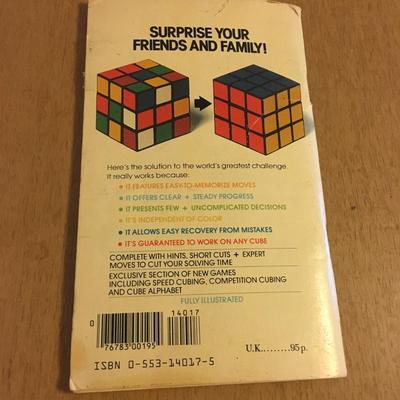 SURPRISE YOUR
FRIENDS AND FAMILY!
Here's the solution to the world's greatest challenge.
It really works because:
• IT FEATURES EASY-TO-MEMORIZE MOVES
• IT OFFERS CLEAR + STEADY PROGRESS
• IT PRESENTS FEW + UNCOMPLICATED DECISIONS
• IT'S INDEPENDENT OF COLOR
• IT ALLOWS EASY RECOVERY FROM MISTAKES
• IT'S GUARANTEED TO WORK ON ANY CUBE
COMPLETE WITH HINTS, SHORT CUTS + EXPERT
MOVES TO CUT YOUR SOLVING TIME
EXCLUSIVE SECTION OF NEW GAMES
INCLUDING SPEED CUBING, COMPETITION CUBING
AND CUBE ALPHABET
FULLY ILLUSTRATED
14017
0
7678300195
ISBN 0-553-14017-5
U.K.........95p.